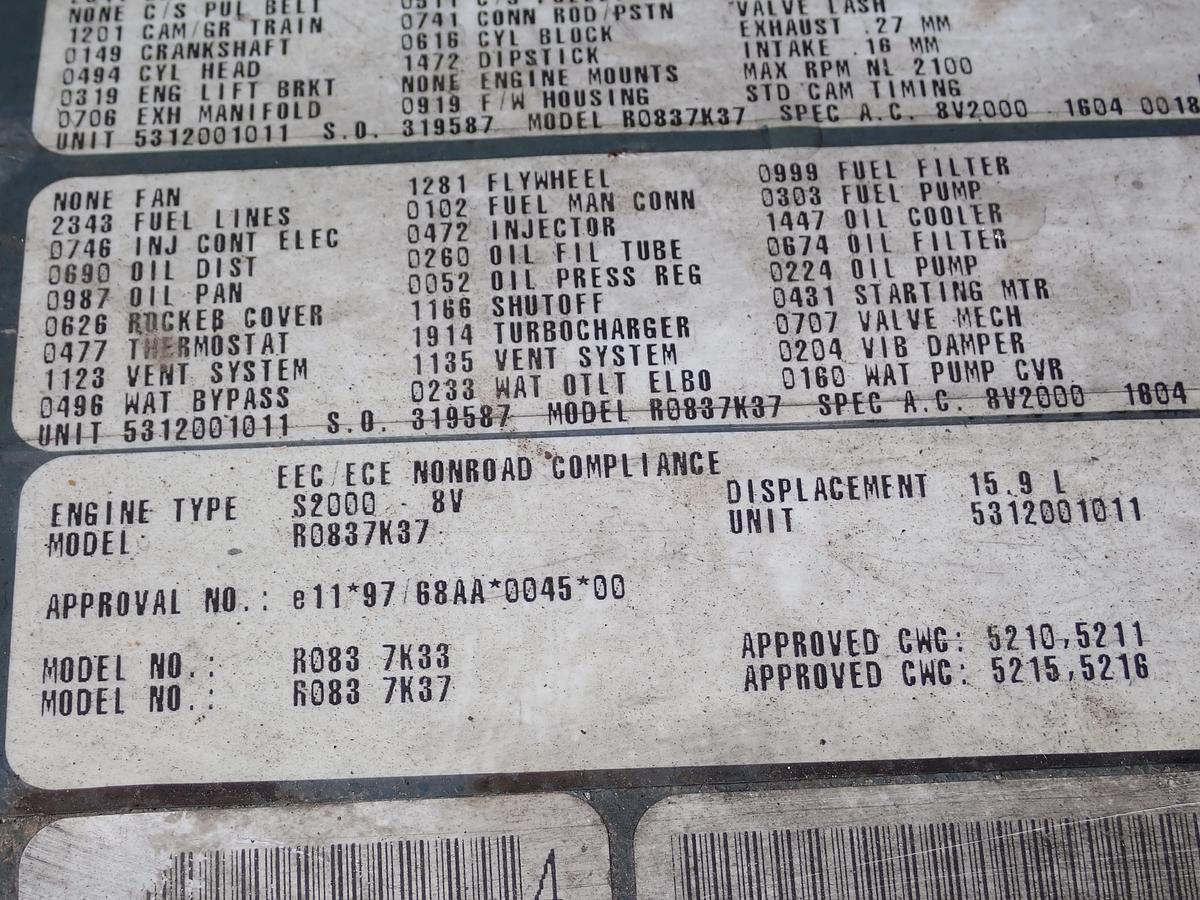 NONE C/S PUL BELT
1201 CAM/GR TRAIN 0741 CONN ROD/PSTN VALVE LASH
0149 CRANKSHAFT 0616 CYL BLOCK EXHAUST .27 MM
0494 CYL HEAD 1472 DIPSTICK INTAKE .16 MM
0319 ENG LIFT BRKT NONE ENGINE MOUNTS MAX RPM NL 2100
0706 EXH MANIFOLD 0919 F/W HOUSING STD CAM TIMING
UNIT 5312001011 S.O. 319587 MODEL R0837K37 SPEC A.C. 8V2000 1604 0018
NONE FAN 1281 FLYWHEEL 0999 FUEL FILTER
2343 FUEL LINES 0102 FUEL MAN CONN 0303 FUEL PUMP
0746 INJ CONT ELEC 0472 INJECTOR 1447 OIL COOLER
0690 OIL DIST 0260 OIL FIL TUBE 0674 OIL FILTER
0987 OIL PAN 0052 OIL PRESS REG 0224 OIL PUMP
0626 ROCKEB COVER 1166 SHUTOFF 0431 STARTING MTR
0477 THERMOSTAT 1914 TURBOCHARGER 0707 VALVE MECH
1123 VENT SYSTEM 1135 VENT SYSTEM 0204 VIB DAMPER
0496 WAT BYPASS 0233 WAT OTLT ELBO 0160 WAT PUMP CVR
UNIT 5312001011 S.O. 319587 MODEL R0837K37 SPEC A.C. 8V2000 1604
EEC/ECE NONROAD COMPLIANCE
ENGINE TYPE S2000 - 8V DISPLACEMENT 15.9 L
MODEL R0837K37 UNIT 5312001011
APPROVAL NO.: e11*97/68AA*0045*00
MODEL NO.: R083 7K33 APPROVED CWC: 5210,5211
MODEL NO.: R083 7K37 APPROVED CWC: 5215,5216